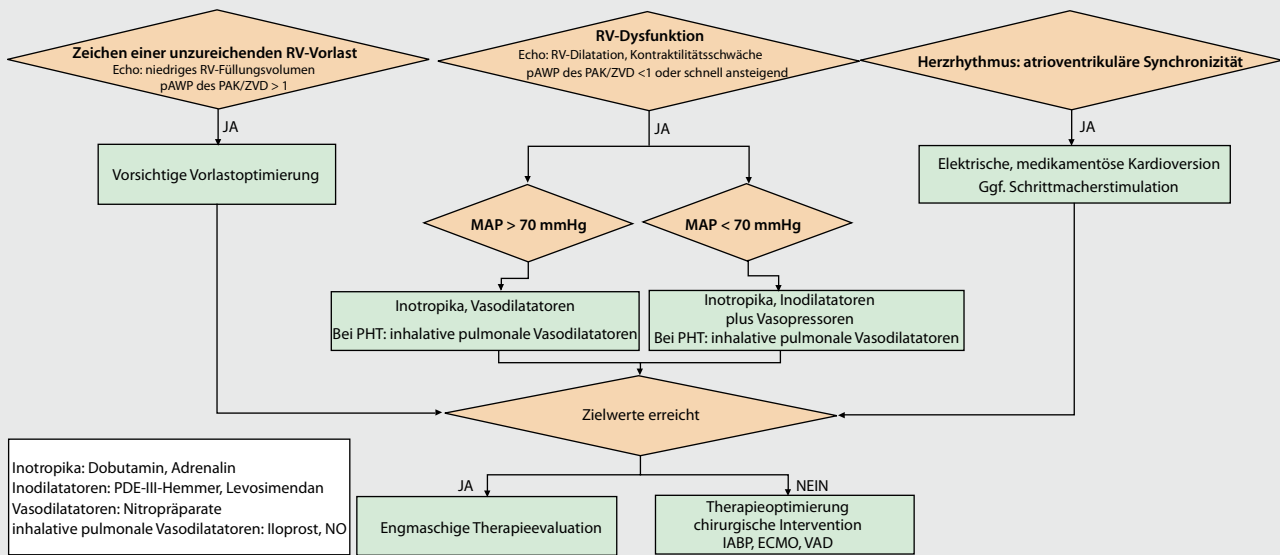 Zeichen einer unzureichenden RV-Vorlast
Echo: niedriges RV-Füllungsvolumen
pAWP des PAK/ZVD > 1
RV-Dysfunktion
Echo: RV-Dilatation, Kontraktilitätsschwäche
pAWP des PAK/ZVD <1 oder schnell ansteigend
Herzrhythmus: atrioventrikuläre Synchronizität
JA
JA
JA
Vorsichtige Vorlastoptimierung
Elektrische, medikamentöse Kardioversion
Ggf. Schrittmacherstimulation
MAP > 70 mmHg
MAP < 70 mmHg
Inotropika, Vasodilatatoren
Bei PHT: inhalative pulmonale Vasodilatatoren
Inotropika, Inodilatatoren
plus Vasopressoren
Bei PHT: inhalative pulmonale Vasodilatatoren
Zielwerte erreicht
Inotropika: Dobutamin, Adrenalin
Inodilatatoren: PDE-III-Hemmer, Levosimendan
Vasodilatatoren: Nitropräparate
inhalative pulmonale Vasodilatatoren: Iloprost, NO
JA
NEIN
Engmaschige Therapieevaluation
Therapieoptimierung
chirurgische Intervention
IABP, ECMO, VAD